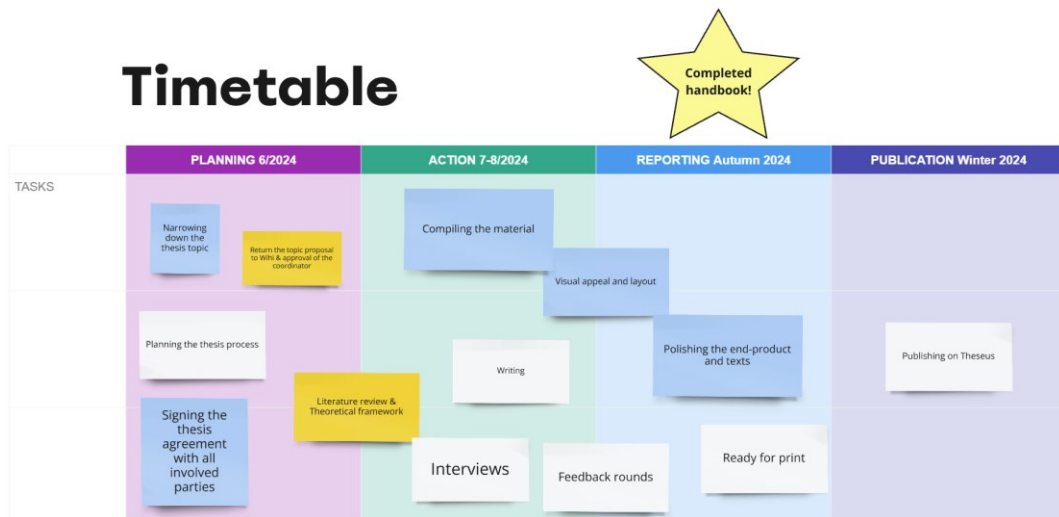 Timetable
Completed
handbook!
PLANNING 6/2024
ACTION 7-8/2024
REPORTING Autumn 2024
PUBLICATION Winter 2024
TASKS
Narrowing
down the
thesis topic
Return the topic proposal
to Wihi & approval of the
coordinator
Compiling the material
Visual appeal and layout
Planning the thesis process
Writing
Polishing the end-product
and texts
Publishing on Theseus
Literature review &
Theoretical framework
Signing the
thesis
agreement
with all
involved
parties
Interviews
Feedback rounds
Ready for print